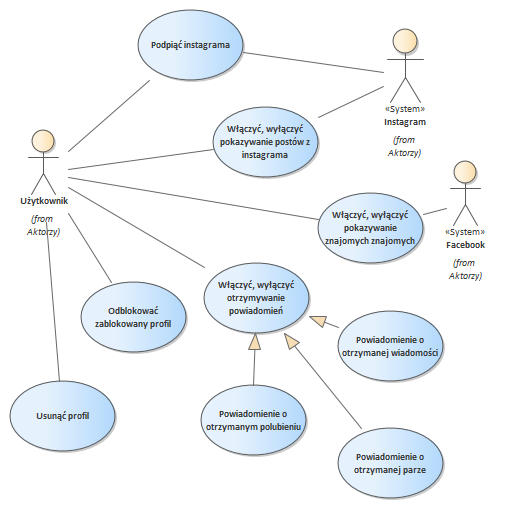 Podpiąć instagrama
«System»
Instagram
(from
Aktorzy)
Włączyć, wyłączyć
pokazywanie postów z
instagrama
Użytkownik
(from
Aktorzy)
Włączyć, wyłączyć
pokazywanie
znajomych znajomych
«System»
Facebook
(from
Aktorzy)
Włączyć, wyłączyć
otrzymywanie
powiadomień
Odblokować
zablokowany profil
Powiadomienie o
otrzymanej wiadomości
Usunąć profil
Powiadomienie o
otrzymanym polubieniu
Powiadomienie o
otrzymanej parze